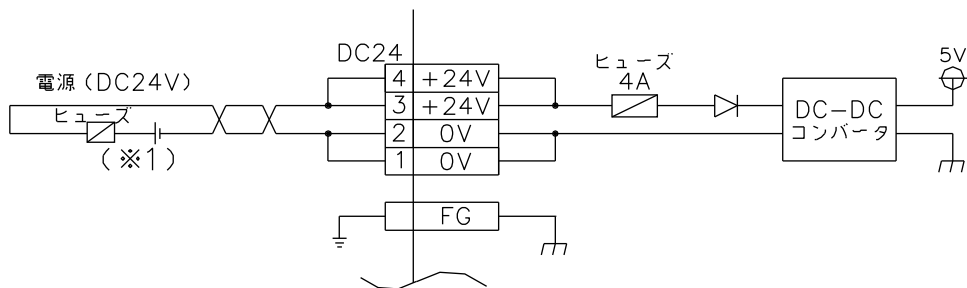 電源(DC24V)
ヒューズ
(※1)
DC24
4 +24V
3 +24V
2 0V
1 0V
FG
ヒューズ
4A
DC-DC
コンバータ
5V